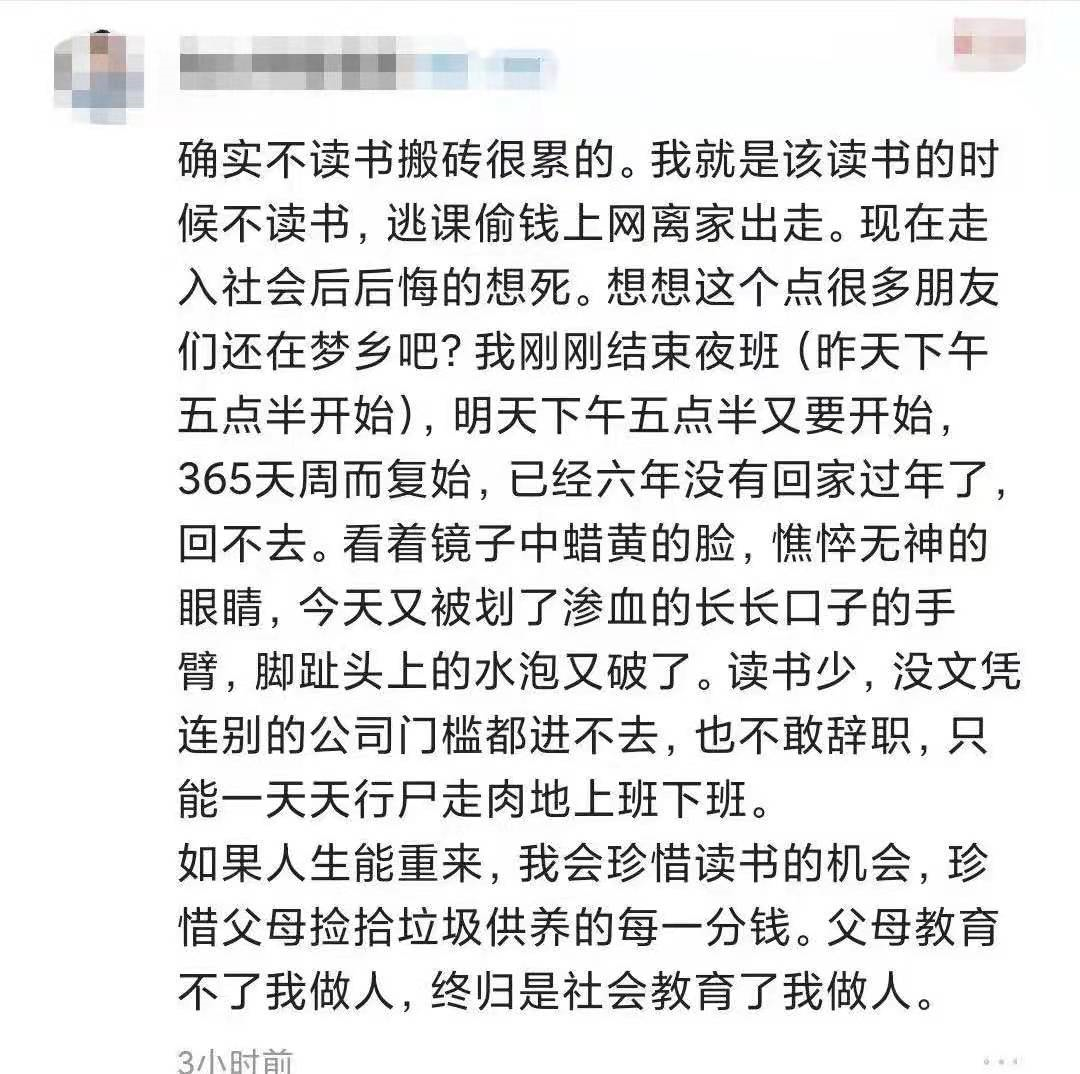 确实不读书搬砖很累的。我就是该读书的时
候不读书，逃课偷钱上网离家出走。现在走
入社会后后悔的想死。想想这个点很多朋友
们还在梦乡吧？我刚刚结束夜班（昨天下午
五点半开始），明天下午五点半又要开始，
365天周而复始，已经六年没有回家过年了，
回不去。看着镜子中蜡黄的脸，憔悴无神的
眼睛，今天又被划了渗血的长长口子的手
臂，脚趾头上的水泡又破了。读书少，没文凭
连别的公司门槛都进不去，也不敢辞职，只
能一天天行尸走肉地上班下班。
如果人生能重来，我会珍惜读书的机会，珍
惜父母捡拾垃圾供养的每一分钱。父母教育
不了我做人，终归是社会教育了我做人。
3小时前